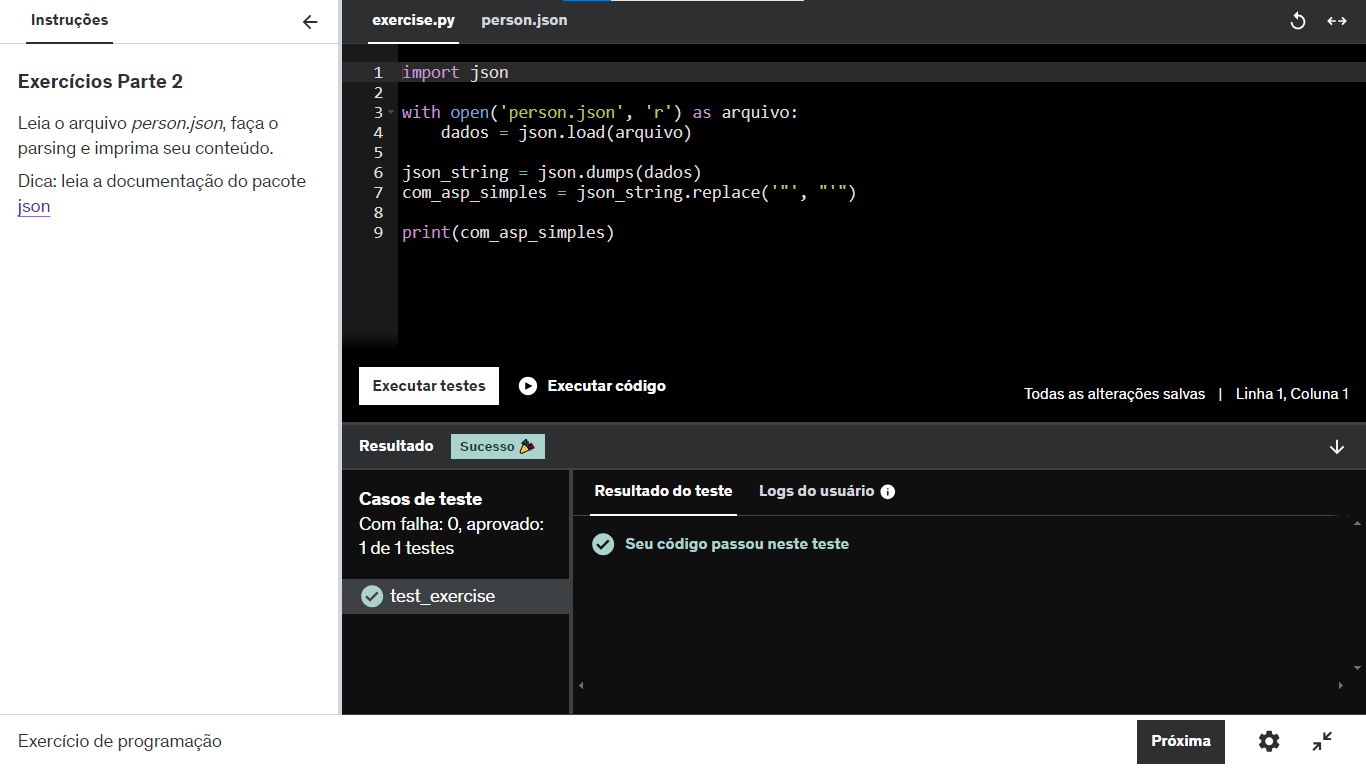 Instruções
Exercícios Parte 2
Leia o arquivo person.json, faça o
parsing e imprima seu conteúdo.
Dica: leia a documentação do pacote
json
exercise.py
person.json
1 import json
2
3 with open('person.json', 'r') as arquivo:
4     dados = json.load(arquivo)
5
6 json_string = json.dumps(dados)
7 com_asp_simples = json_string.replace('"', "'")
8
9 print(com_asp_simples)
Executar testes
Executar código
Todas as alterações salvas | Linha 1, Coluna 1
Resultado
Sucesso
Casos de teste
Com falha: 0, aprovado:
1 de 1 testes
test_exercise
Resultado do teste
Logs do usuário
Seu código passou neste teste
Exercício de programação
Próxima